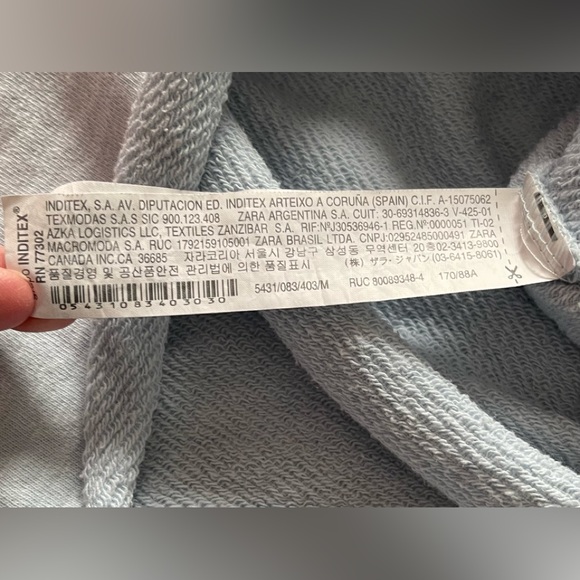 INDITEX®
RN 77302
INDITEX, S.A. AV. DIPUTACION ED. INDITEX ARTEIXO A CORUÑA (SPAIN) C.I.F. A-15075062
TEXMODAS S.A.S SIC 900.123.408 ZARA ARGENTINA S.A. CUIT: 30-69314836-3 V-425-01
AZKA LOGISTICS LLC, TEXTILES ZANZIBAR S.A. RIF:NºJ30536946-1 REG.Nº:0000051 TI-02
MACROMODA S.A. RUC 1792159105001 ZARA BRASIL LTDA. CNPJ:02952485000491 ZARA
CANADA INC.CA 36685 자라코리아 서울시 강남구 삼성동 무역센터 20층 02-3413-9800
품질경영 및 공산품안전 관리법에 의한 품질표시 (株) ザラ・ジャパン (03-6415-8061)
5431/083/403/M RUC 80089348-4 170/88A
05431083403030